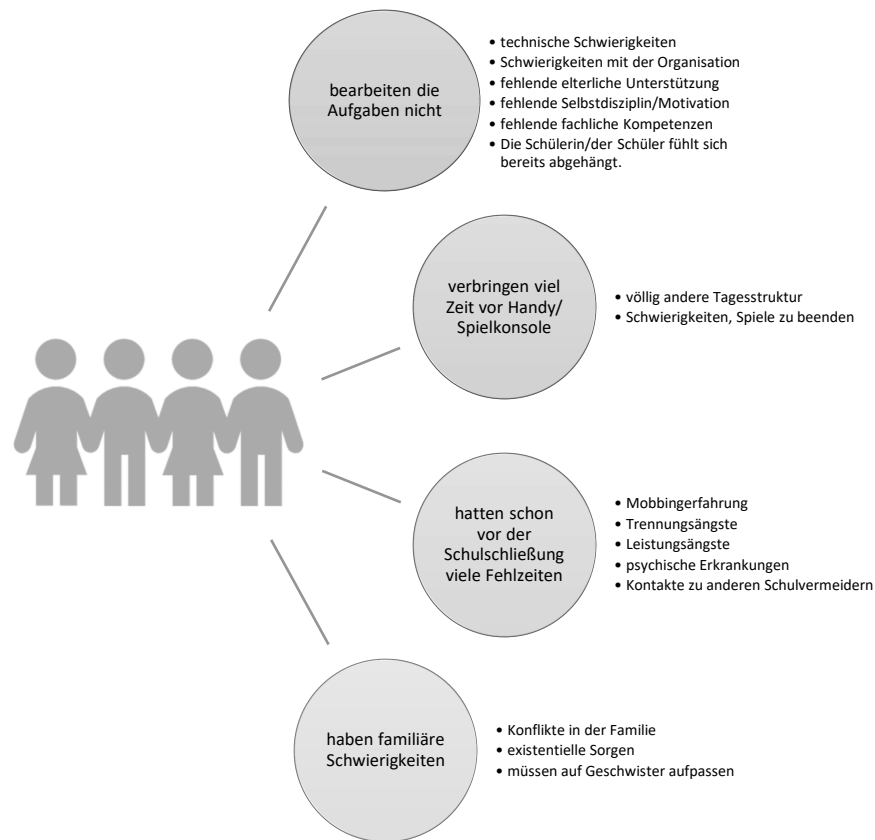 bearbeiten die
Aufgaben nicht
• technische Schwierigkeiten
• Schwierigkeiten mit der Organisation
• fehlende elterliche Unterstützung
• fehlende Selbstdisziplin/Motivation
• fehlende fachliche Kompetenzen
• Die Schülerin/der Schüler fühlt sich
bereits abgehängt.
verbringen viel
Zeit vor Handy/
Spielkonsole
• völlig andere Tagesstruktur
• Schwierigkeiten, Spiele zu beenden
hatten schon
vor der
Schulschließung
viele Fehlzeiten
• Mobbingerfahrung
• Trennungsängste
• Leistungsängste
• psychische Erkrankungen
• Kontakte zu anderen Schulvermeidern
haben familiäre
Schwierigkeiten
• Konflikte in der Familie
• existentielle Sorgen
• müssen auf Geschwister aufpassen